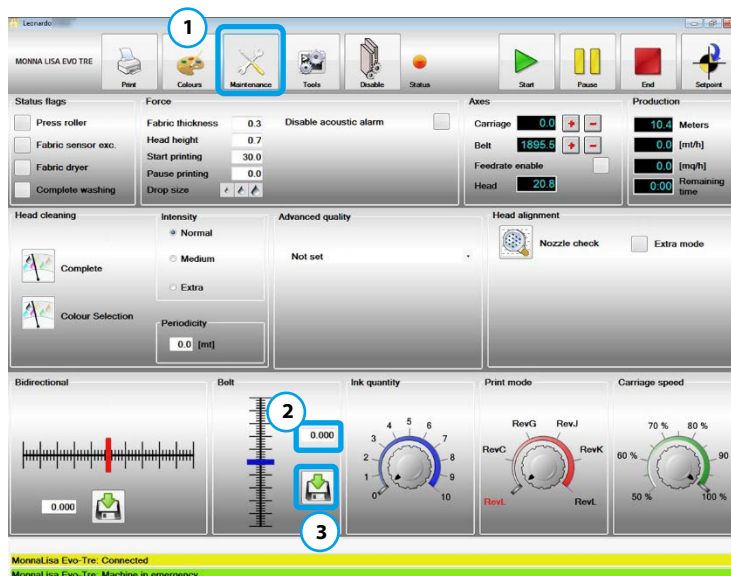 Leonardo
1
MONNA LISA EVO TRE
Print
Colours
Maintenance
Tools
Disable
Status
Start
Pause
End
Setpoint
Status flags
Press roller
Fabric sensor exc.
Fabric dryer
Complete washing
Force
Fabric thickness 0.3
Head height 0.7
Start printing 30.0
Pause printing 0.0
Drop size
Disable acoustic alarm
Axes
Carriage 0.0 + -
Belt 1895.5 + -
Feedrate enable
Head 20.8
Production
10.4 Meters
0.0 [mt/h]
0.0 [mq/h]
0:00 Remaining
time
Head cleaning
Complete
Colour Selection
Intensity
Normal
Medium
Extra
Periodicity
0.0 [mt]
Advanced quality
Not set
Head alignment
Nozzle check
Extra mode
Bidirectional
0.000
Belt
2
0.000
3
Ink quantity
0
1
2
3
4
5
6
7
8
9
10
Print mode
RevL
RevC
RevG
RevJ
RevK
RevL
Carriage speed
50 %
60 %
70 %
80 %
90
100 %
MonnaLisa Evo-Tre: Connected
MonnaLisa Evo-Tre: Machine in emergency